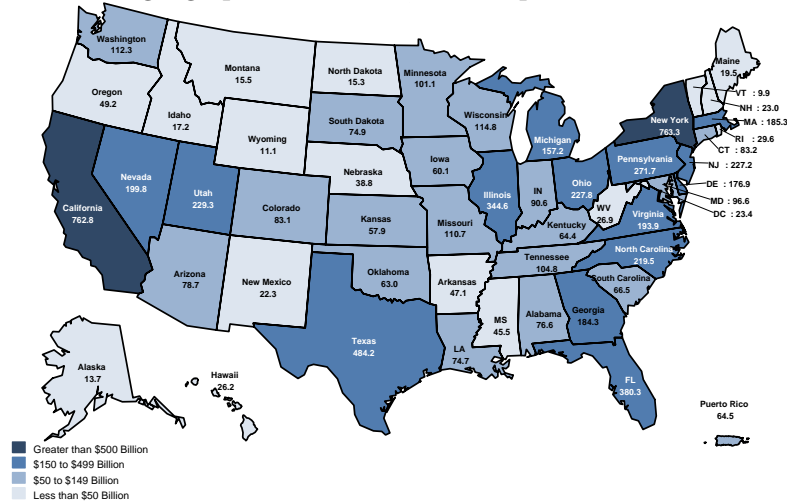 Washington
112.3
Oregon
49.2
California
762.8
Nevada
199.8
Idaho
17.2
Montana
15.5
Wyoming
11.1
Utah
229.3
Arizona
78.7
Colorado
83.1
New Mexico
22.3
North Dakota
15.3
South Dakota
74.9
Nebraska
38.8
Kansas
57.9
Oklahoma
63.0
Texas
484.2
Minnesota
101.1
Iowa
60.1
Missouri
110.7
Arkansas
47.1
LA
74.7
Wisconsin
114.8
Illinois
344.6
Michigan
157.2
IN
90.6
Ohio
227.8
Kentucky
64.4
Tennessee
104.8
MS
45.5
Alabama
76.6
Georgia
184.3
FL
380.3
South Carolina
66.5
North Carolina
219.5
Virginia
193.9
WV
26.9
Pennsylvania
271.7
New York
763.3
Maine
19.5
VT : 9.9
NH : 23.0
MA : 185.3
RI : 29.6
CT : 83.2
NJ : 227.2
DE : 176.9
MD : 96.6
DC : 23.4
Alaska
13.7
Hawaii
26.2
Puerto Rico
64.5
Greater than $500 Billion
$150 to $499 Billion
$50 to $149 Billion
Less than $50 Billion